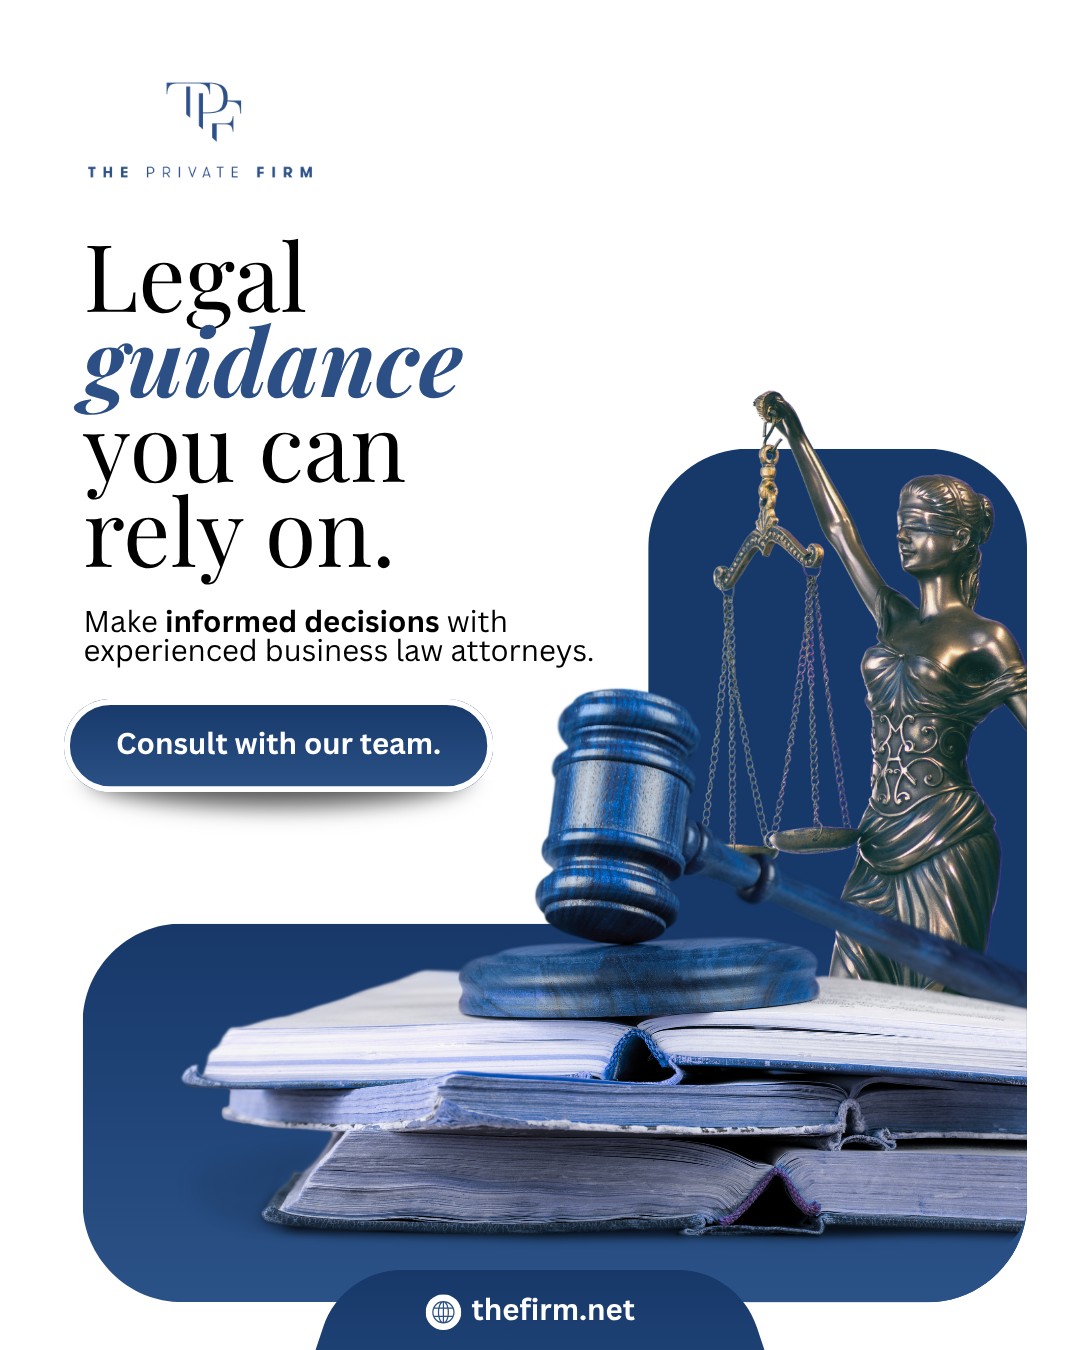 TPF
THE PRIVATE FIRM
Legal
guidance
you can
rely on.
Make informed decisions with
experienced business law attorneys.
Consult with our team.
thefirm.net